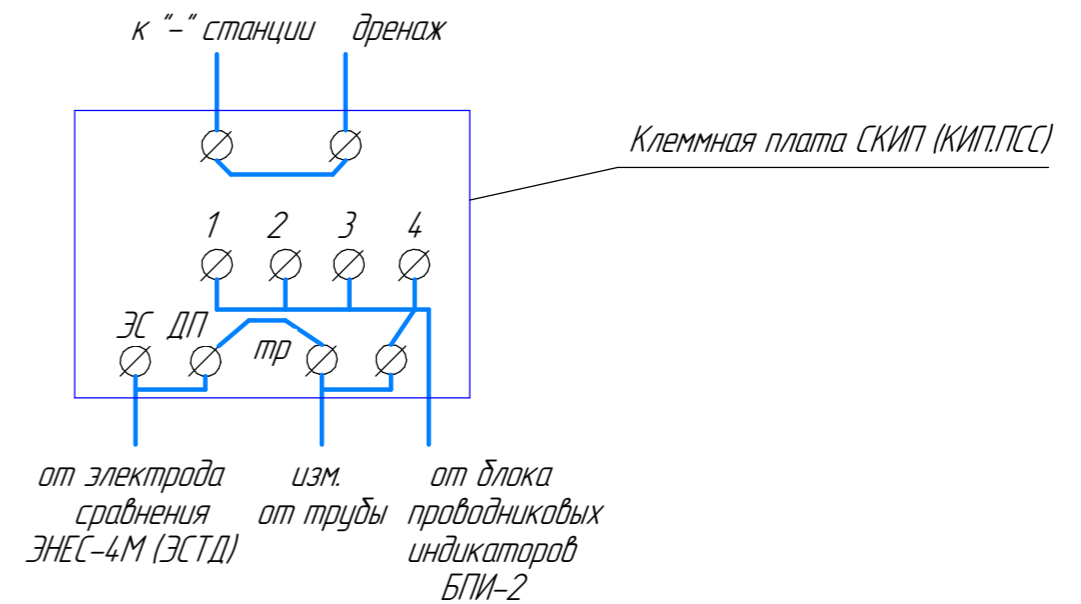 к "-" станции дренаж
Клеммная плата СКИП (КИП.ПСС)
1 2 3 4
ЭС ДП
тр
от электрода
сравнения
ЭНЕС-4М (ЭСТД)
изм.
от трубы
от блока
проводниковых
индикаторов
БПИ-2